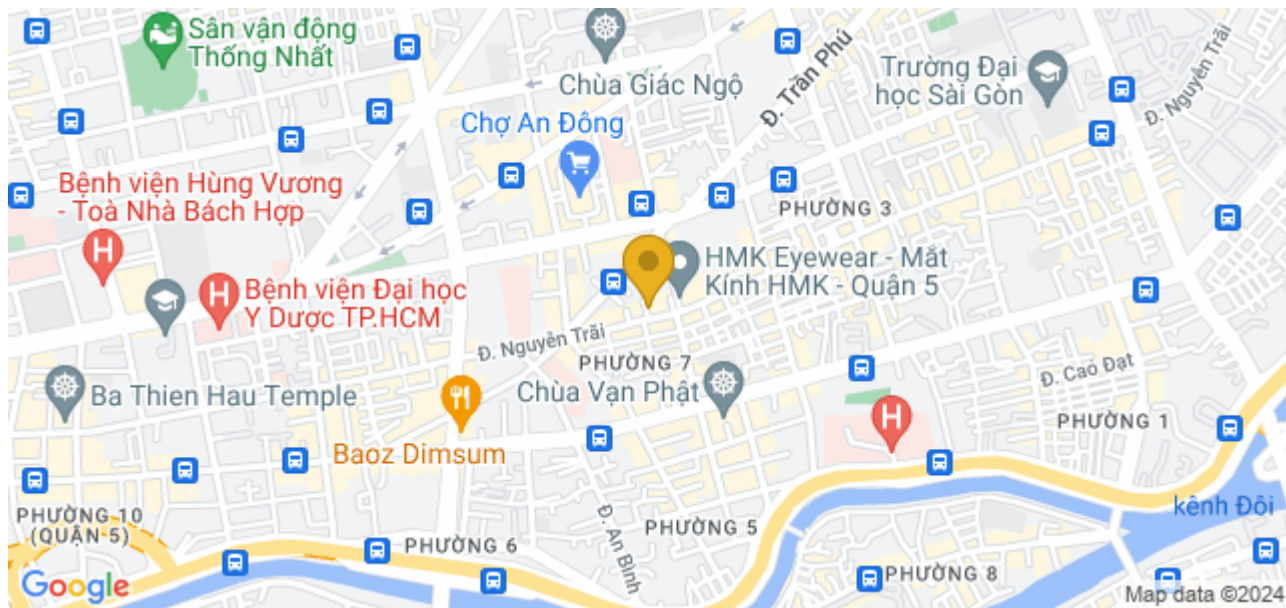 Sân vận động
Thống Nhất
Chùa Giác Ngộ
Đ. Trần Phú
Trường Đại
học Sài Gòn
Đ. Nguyễn Trãi
Chợ An Đông
Bệnh viện Hùng Vương
- Toà Nhà Bách Hợp
H
PHƯỜNG 3
HMK Eyewear - Mắt
Kính HMK - Quận 5
H
Bệnh viện Đại học
Y Dược TP.HCM
Đ. Nguyễn Trãi
PHƯỜNG 7
Chùa Vạn Phật
Đ. Cao Đạt
Ba Thien Hau Temple
PHƯỜNG 1
H
Baoz Dimsum
kênh Đôi
PHƯỜNG 10
(QUẬN 5)
PHƯỜNG 6
Đ. An Bình
PHƯỜNG 5
PHƯỜNG 8
Google
Map data ©2024